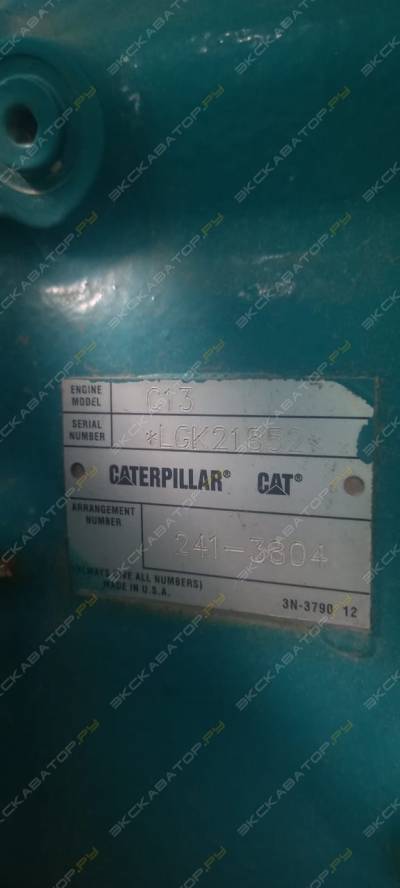 ENGINE MODEL C13
SERIAL NUMBER *LGK21852*
CATERPILLAR® CAT®
ARRANGEMENT NUMBER 241-3804
(ALWAYS GIVE ALL NUMBERS)
MADE IN U.S.A.
3N-3790 12
ЭКСКАВАТОР.РУ